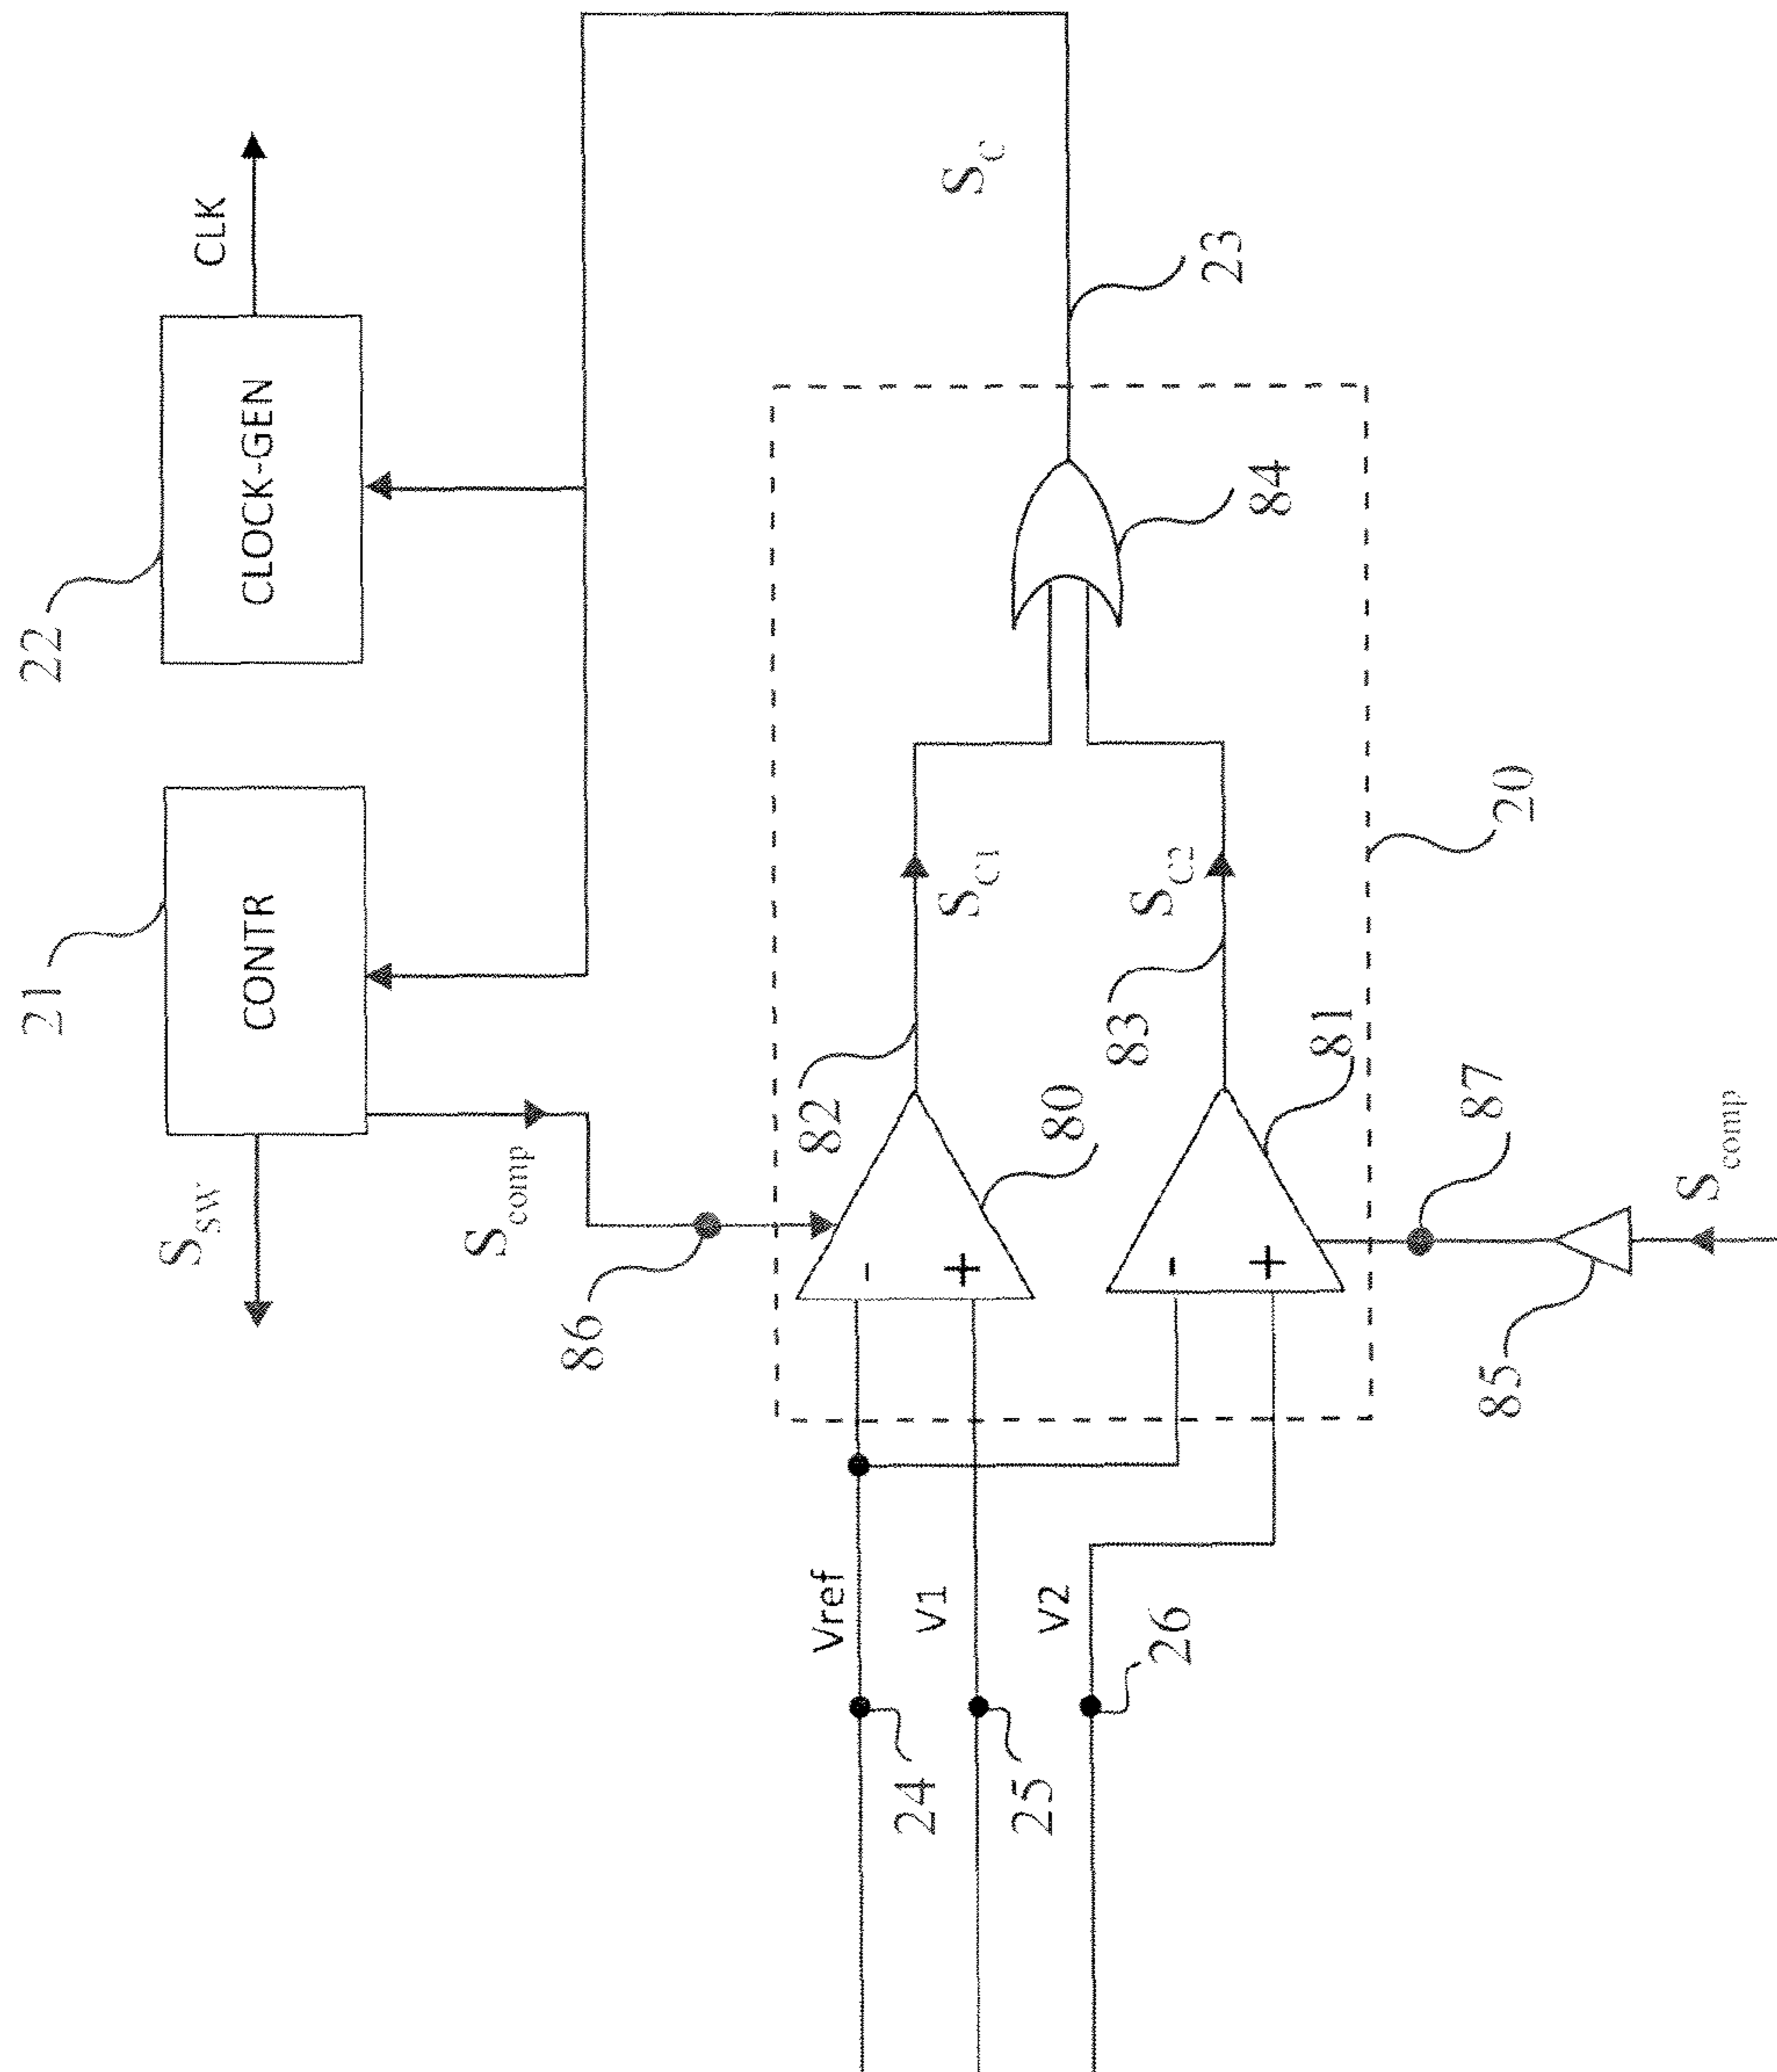 22
CLOCK-GEN
CLK
21
CONTR
S_SW
S_comp
86
S_C
23
82
S_C1
80
84
83
S_C2
81
20
87
85
S_comp
Vref
24
V1
25
V2
26
-
+
-
+